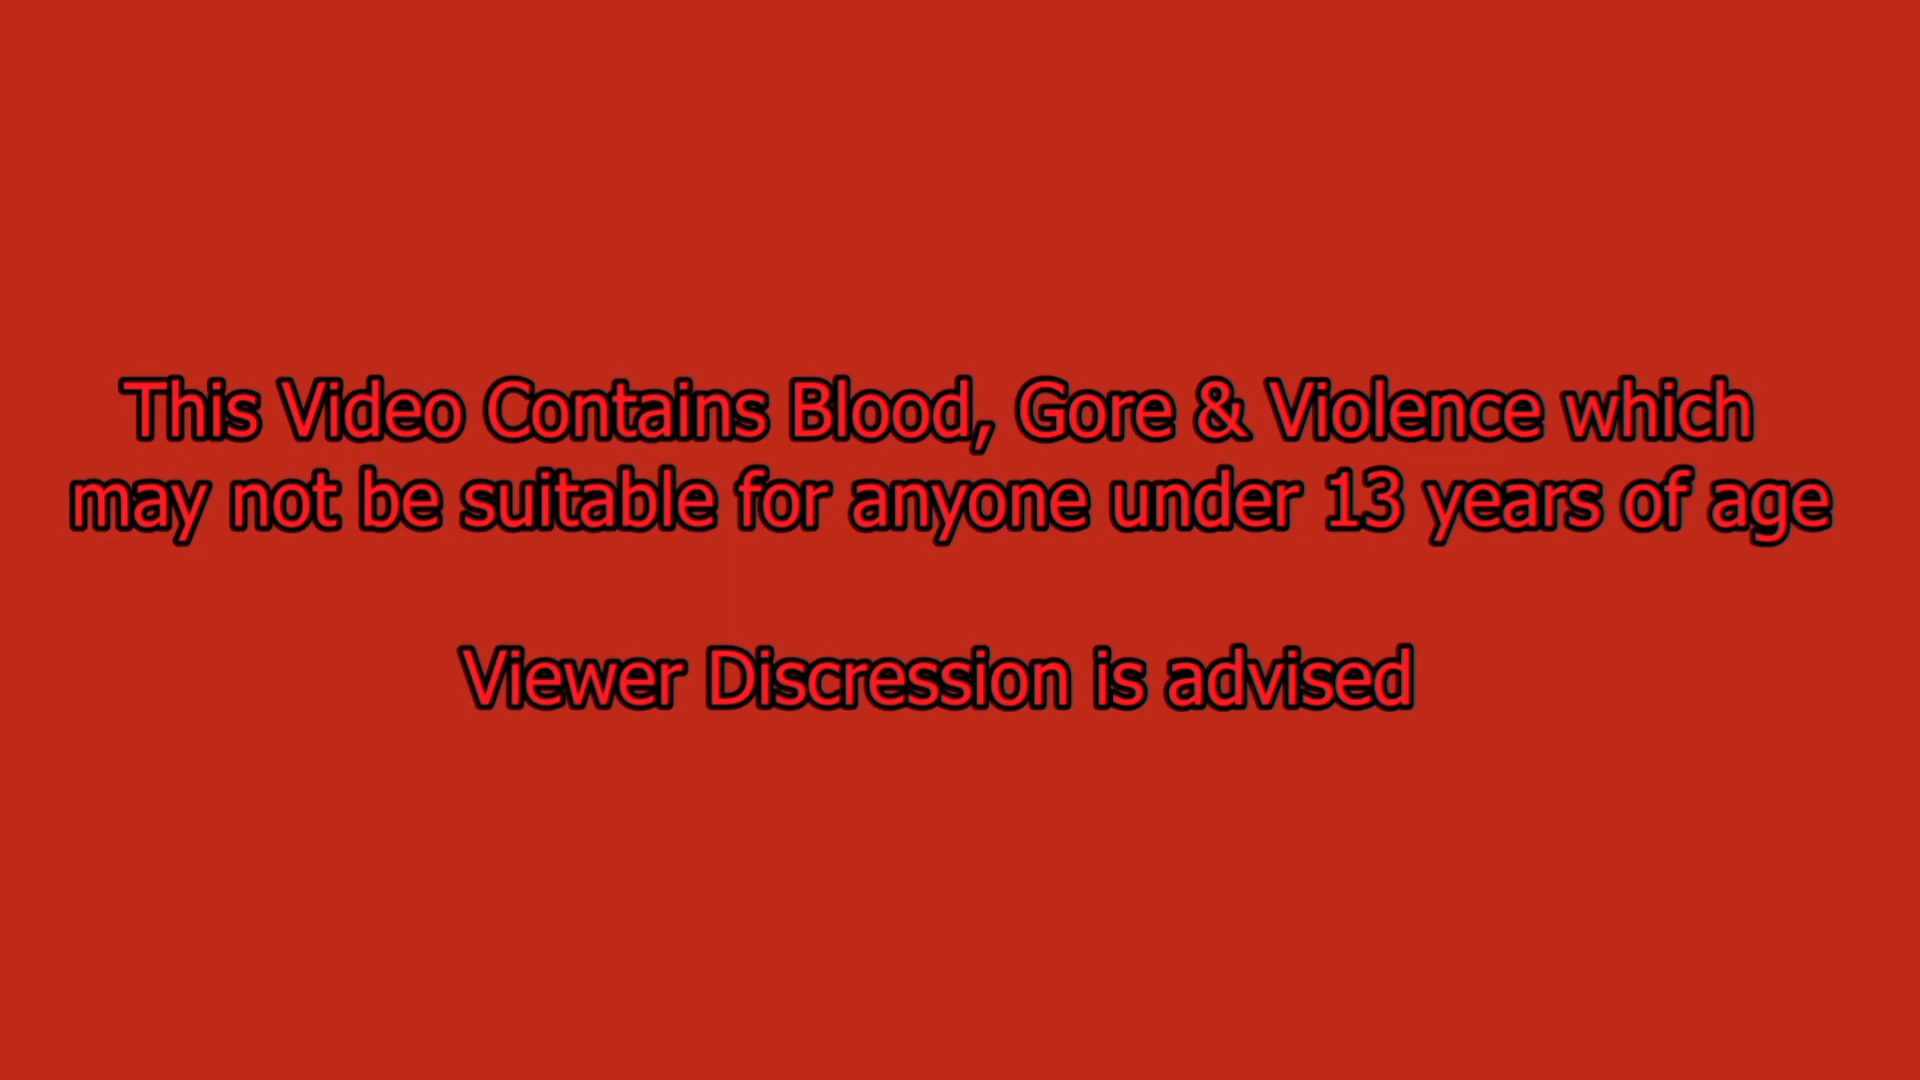 This Video Contains Blood, Gore & Violence which
may not be suitable for anyone under 13 years of age
Viewer Discression is advised